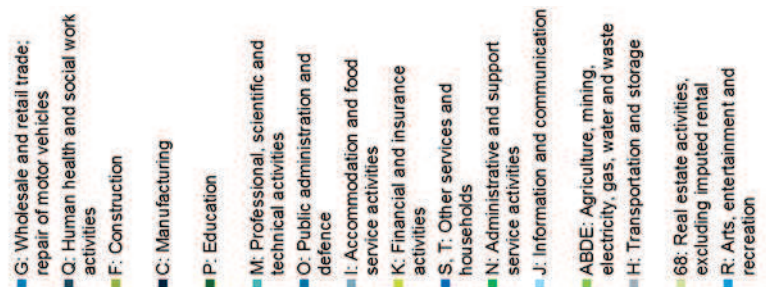 G: Wholesale and retail trade;
repair of motor vehicles
Q: Human health and social work
activities
F: Construction
C: Manufacturing
P: Education
M: Professional, scientific and
technical activities
O: Public administration and
defence
I: Accommodation and food
service activities
K: Financial and insurance
activities
S, T: Other services and
households
N: Administrative and support
service activities
J: Information and communication
ABDE: Agriculture, mining,
electricity, gas, water and waste
H: Transportation and storage
68: Real estate activities,
excluding imputed rental
R: Arts, entertainment and
recreation